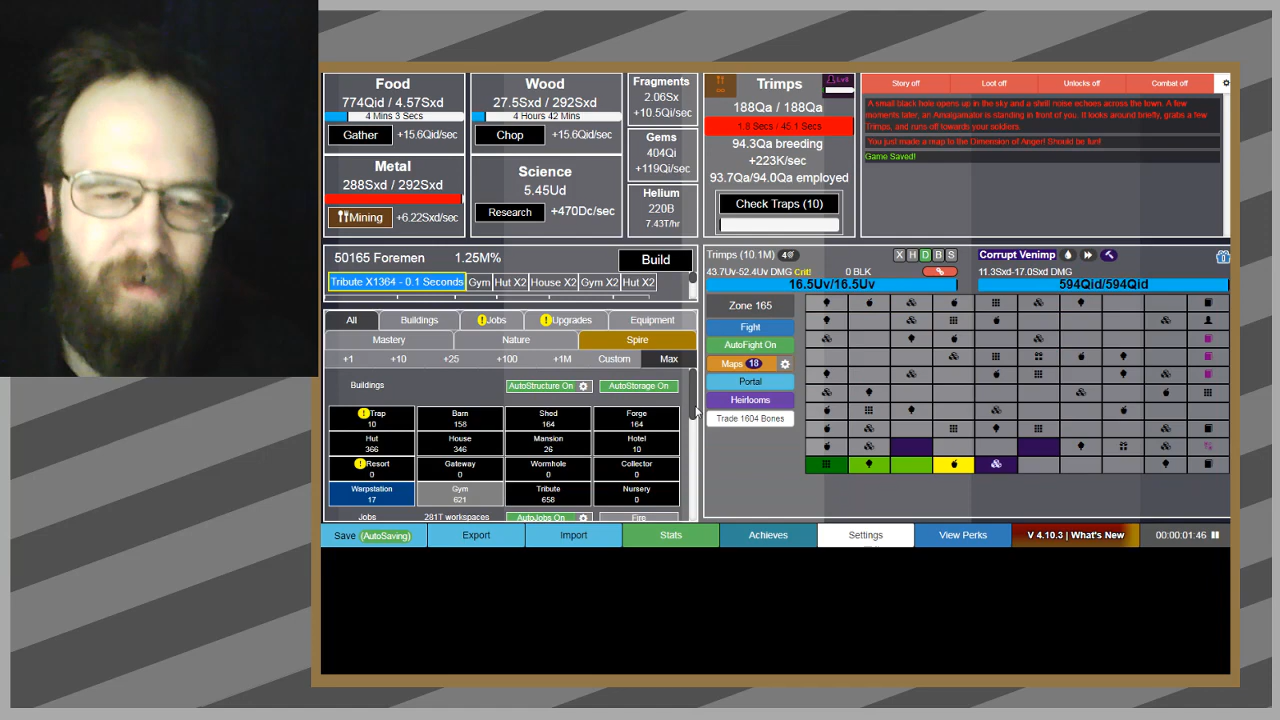 Food
774Qid / 4.57Sxd
4 Mins 3 Secs
Gather
+15.6Qid/sec
Wood
27.5Sxd / 292Sxd
4 Hours 42 Mins
Chop
+15.6Qid/sec
Metal
288Sxd / 292Sxd
Mining
+6.22Sxd/sec
Science
5.45Ud
Research
+470Dc/sec
Fragments
2.06Sx
+10.5Qi/sec
Gems
404Qi
+119Qi/sec
Helium
220B
7.43T/hr
Trimps
188Qa / 188Qa
1.8 Secs / 45.1 Secs
94.3Qa breeding
+223K/sec
93.7Qa/94.0Qa employed
Check Traps (10)
Story off
Loot off
Unlocks off
Combat off
A small black hole opens up in the sky and a shrill noise echoes across the town. A few
moments later, an Amalgamator is standing in front of you. It looks around briefly, grabs a few
Trimps, and runs off towards your soldiers.
You just made a map to the Dimension of Anger! Should be fun!
Game Saved!
50165 Foremen
1.25M%
Build
Tribute X1364 - 0.1 Seconds
Gym
Hut X2
House X2
Gym X2
Hut X2
All
Buildings
Jobs
Upgrades
Equipment
Mastery
Nature
Spire
+1
+10
+25
+100
+1M
Custom
Max
Buildings
AutoStructure On
AutoStorage On
Trap
10
Barn
158
Shed
164
Forge
164
Hut
366
House
346
Mansion
26
Hotel
10
Resort
0
Gateway
0
Wormhole
0
Collector
0
Warpstation
17
Gym
621
Tribute
658
Nursery
0
Jobs
281T workspaces
AutoJobs On
Fire
Trimps (10.1M)
X
H
D
B
S
43.7Uv-52.4Uv DMG Crit!
0 BLK
16.5Uv/16.5Uv
Corrupt Venimp
11.3Sxd-17.0Sxd DMG
594Qid/594Qid
Zone 165
Fight
AutoFight On
Maps 18
Portal
Heirlooms
Trade 1604 Bones
Save (AutoSaving)
Export
Import
Stats
Achieves
Settings
View Perks
V 4.10.3 | What's New
00:00:01:46